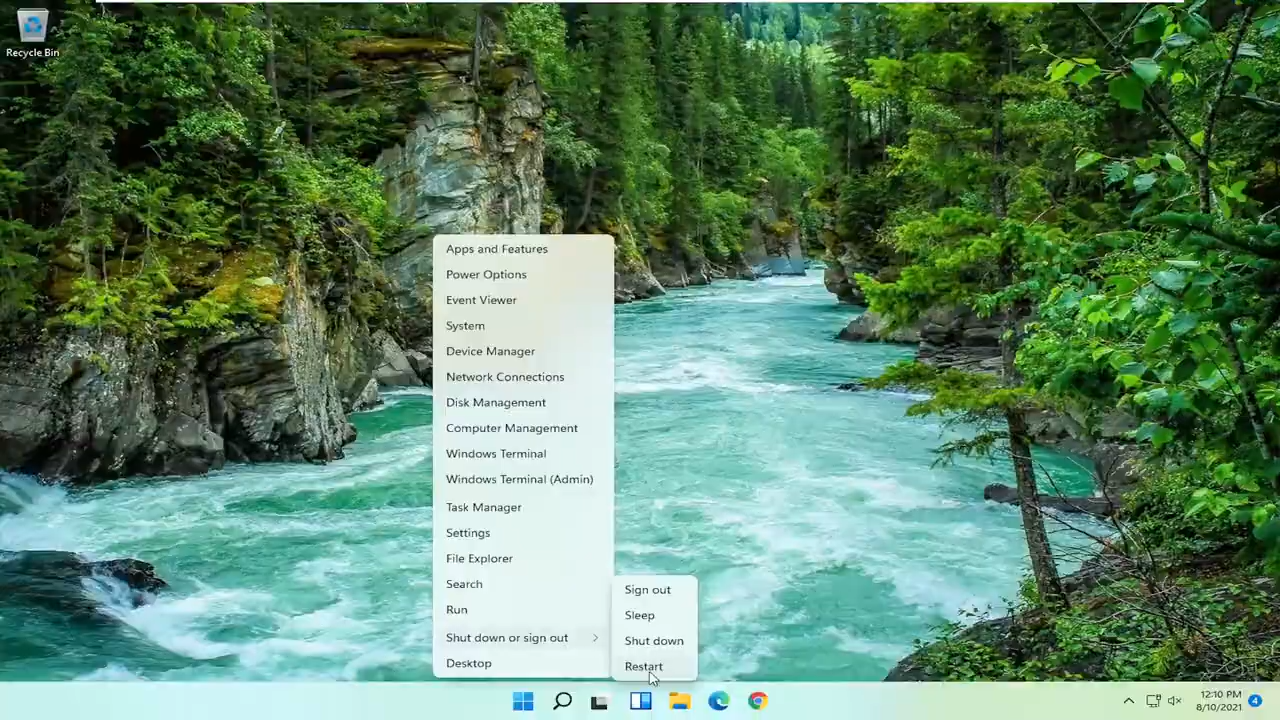 Recycle Bin
Apps and Features
Power Options
Event Viewer
System
Device Manager
Network Connections
Disk Management
Computer Management
Windows Terminal
Windows Terminal (Admin)
Task Manager
Settings
File Explorer
Search
Run
Shut down or sign out
Desktop
Sign out
Sleep
Shut down
Restart
12:10 PM
8/10/2021
4